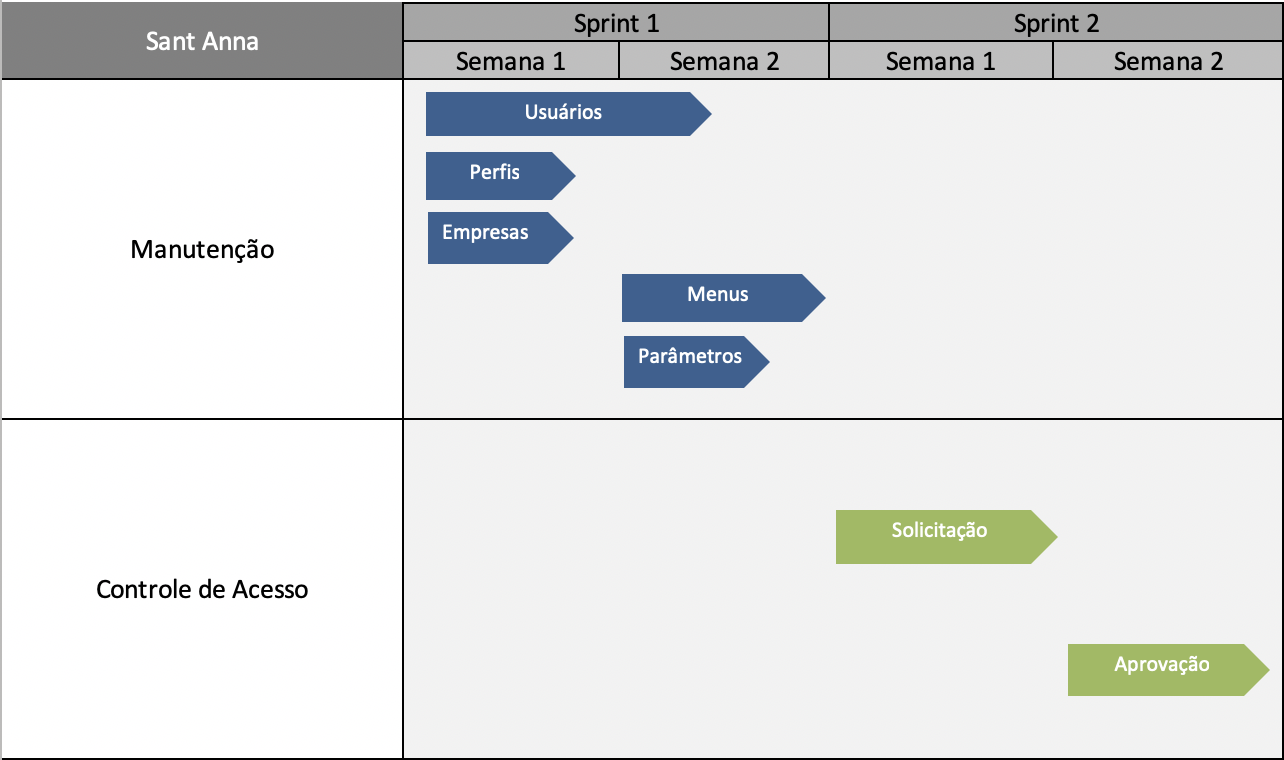 Sant Anna
Sprint 1
Sprint 2
Semana 1
Semana 2
Semana 1
Semana 2
Manutenção
Usuários
Perfis
Empresas
Menus
Parâmetros
Controle de Acesso
Solicitação
Aprovação